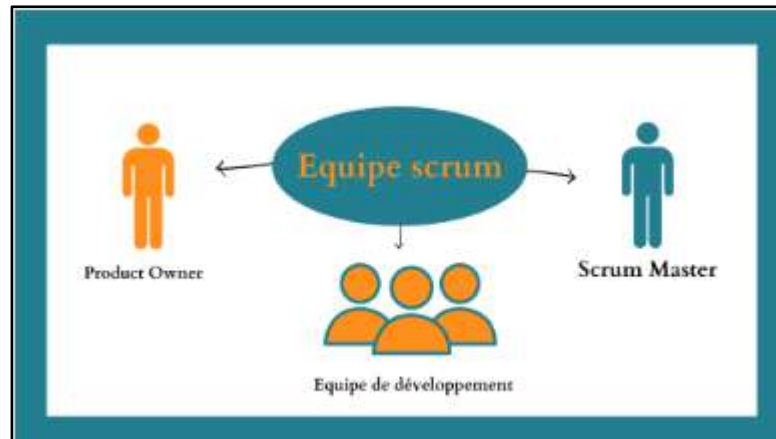 Equipe scrum
Product Owner
Scrum Master
Equipe de développement